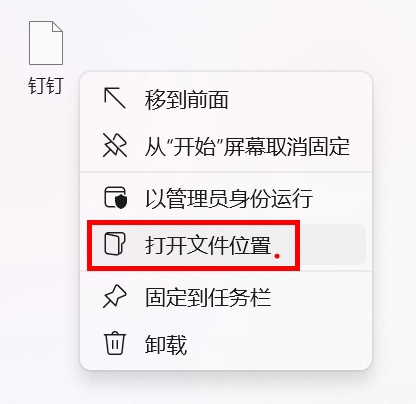 钉钉
移到前面
从“开始”屏幕取消固定
以管理员身份运行
打开文件位置
固定到任务栏
卸载